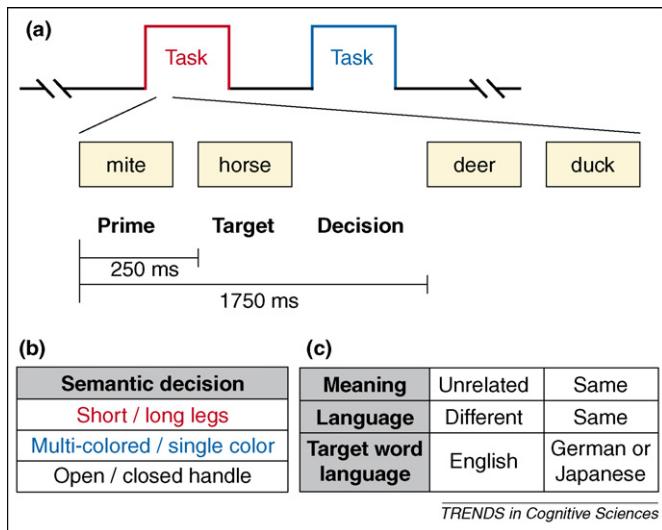 (a)
Task Task
mite horse deer duck
Prime Target Decision
250 ms
1750 ms
(b)
Semantic decision
Short / long legs
Multi-colored / single color
Open / closed handle
(c)
Meaning Unrelated Same
Language Different Same
Target word language English German or Japanese
TRENDS in Cognitive Sciences